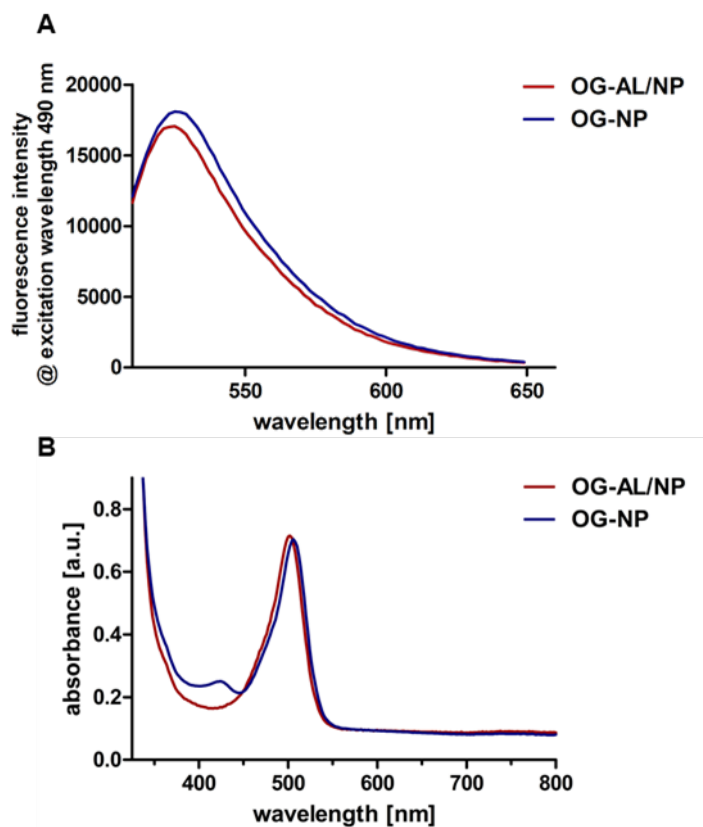 A
fluorescence intensity
@ excitation wavelength 490 nm
20000
15000
10000
5000
0
550
600
650
wavelength [nm]
OG-AL/NP
OG-NP
B
absorbance [a.u.]
0.8
0.6
0.4
0.2
0.0
400
500
600
700
800
wavelength [nm]
OG-AL/NP
OG-NP